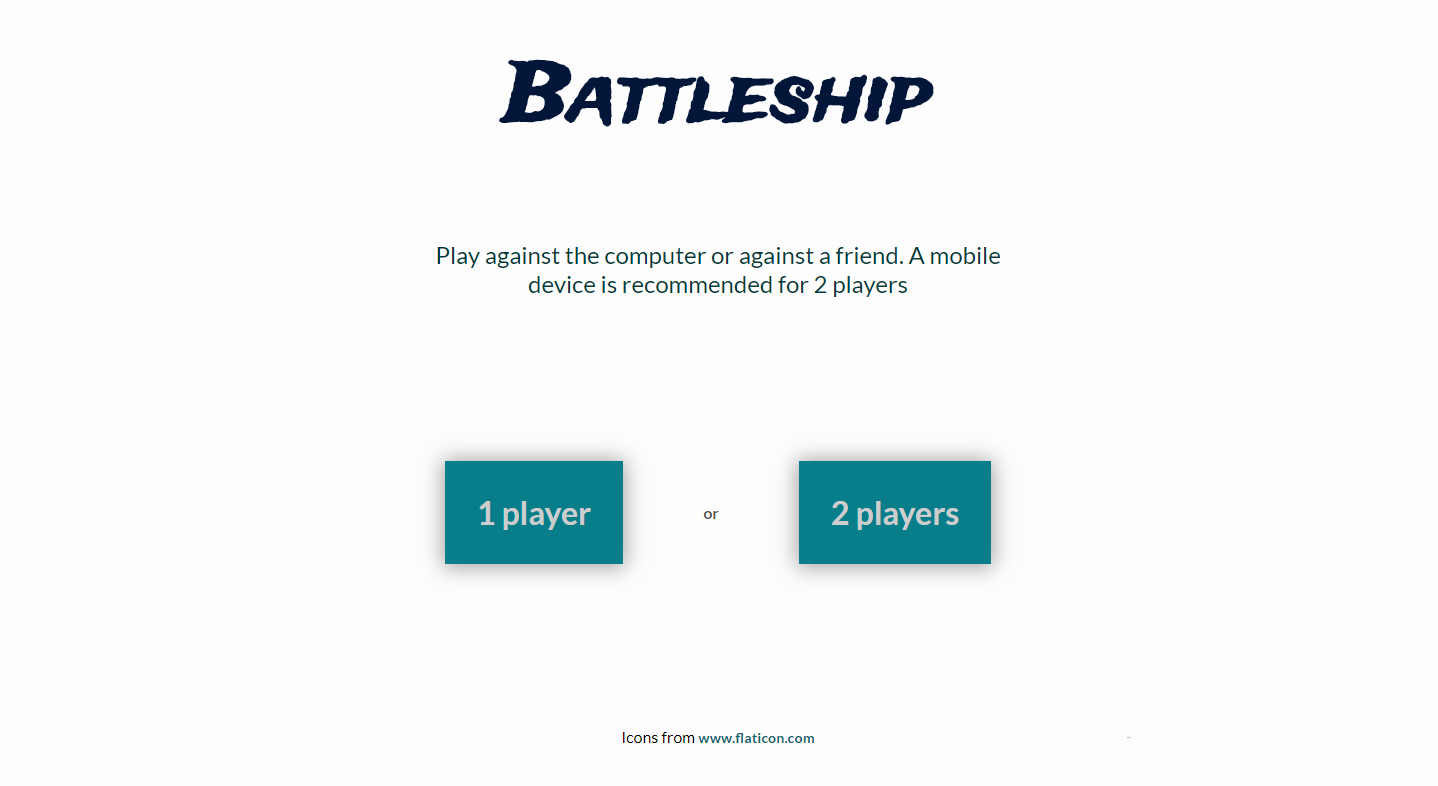 Battleship
Play against the computer or against a friend. A mobile
device is recommended for 2 players
1 player
or
2 players
Icons from www.flaticon.com